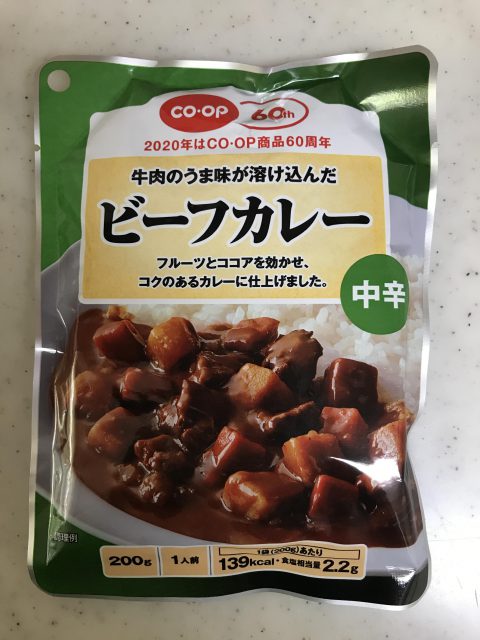 CO·OP 60th
2020年はCO·OP商品60周年
牛肉のうま味が溶け込んだ
ビーフカレー
フルーツとココアを効かせ、
コクのあるカレーに仕上げました。
中辛
調理例
200g 1人前
1袋(200g)あたり
139kcal・食塩相当量2.2g